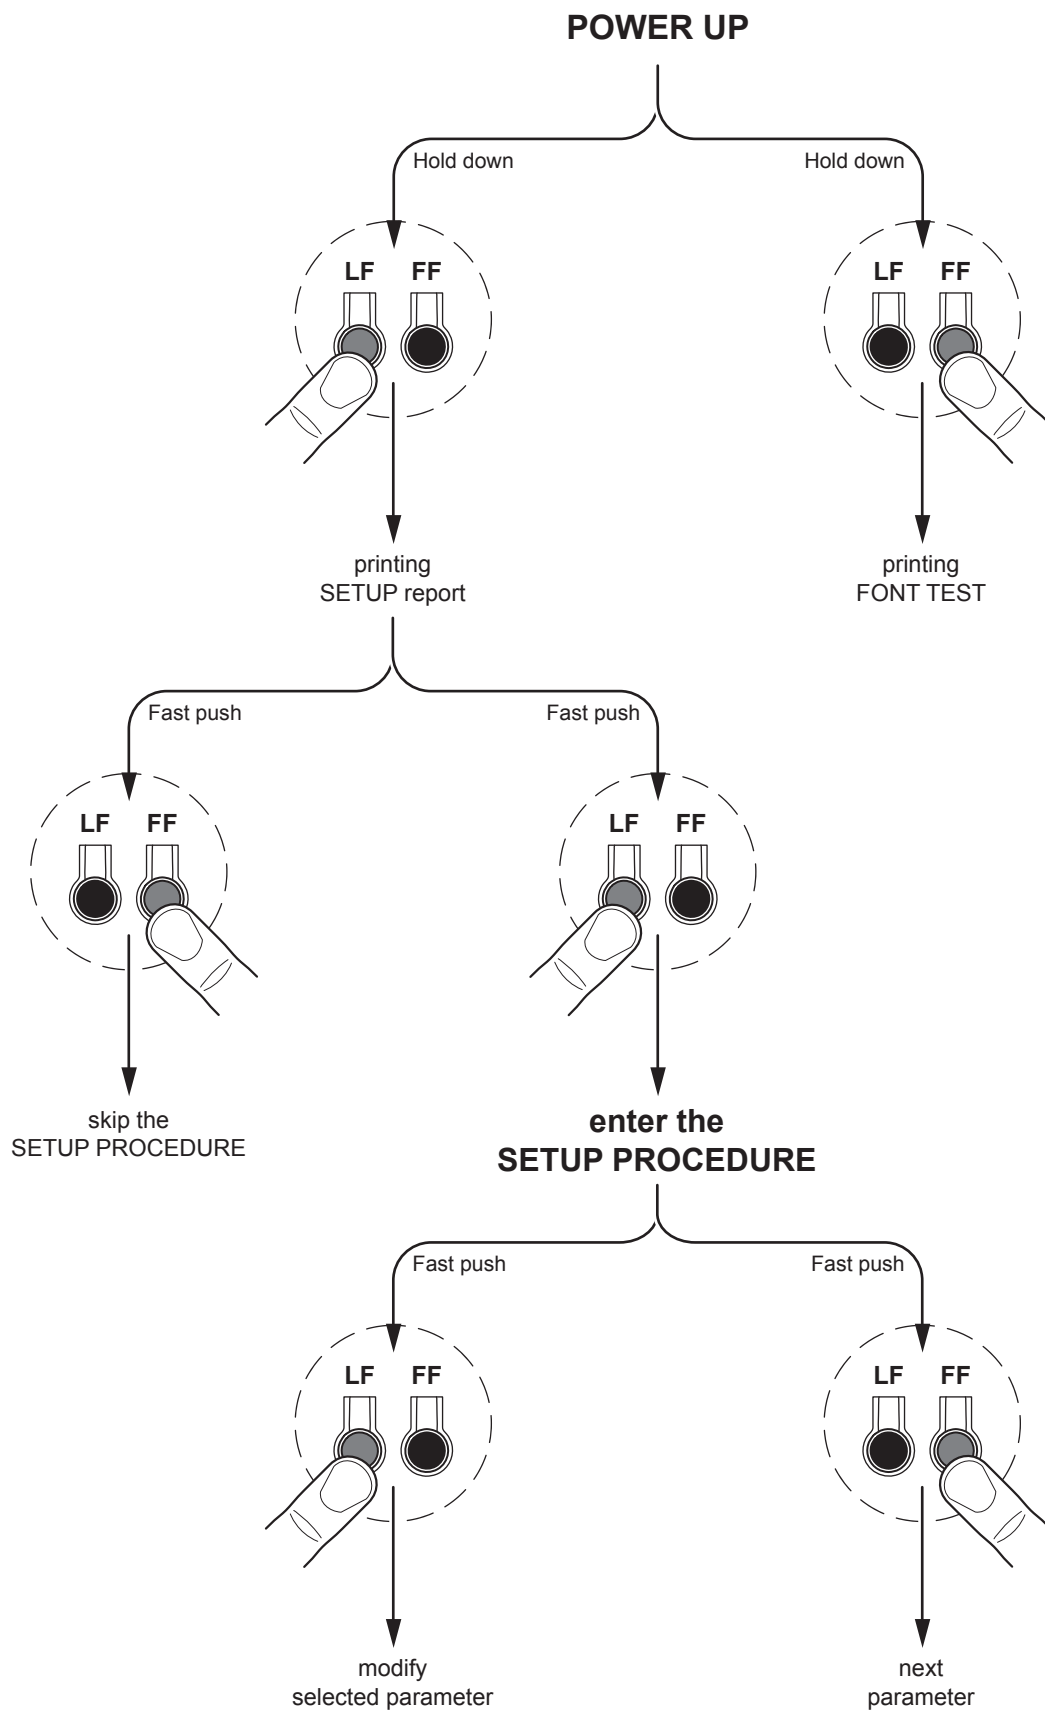 POWER UP
Hold down
Hold down
LF FF
LF FF
printing
SETUP report
printing
FONT TEST
Fast push
Fast push
LF FF
LF FF
skip the
SETUP PROCEDURE
enter the
SETUP PROCEDURE
Fast push
Fast push
LF FF
LF FF
modify
selected parameter
next
parameter